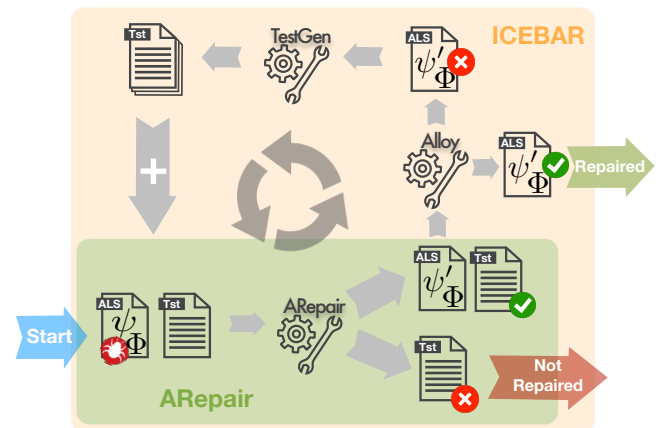 Tst
TestGen
ALS
ψ′
Φ
ICEBAR
+
Alloy
ALS
ψ′
Φ
Repaired
ALS
ψ′
Φ
Tst
ALS
ψ
Φ
Tst
ARepair
Start
Tst
Not
Repaired
ARepair